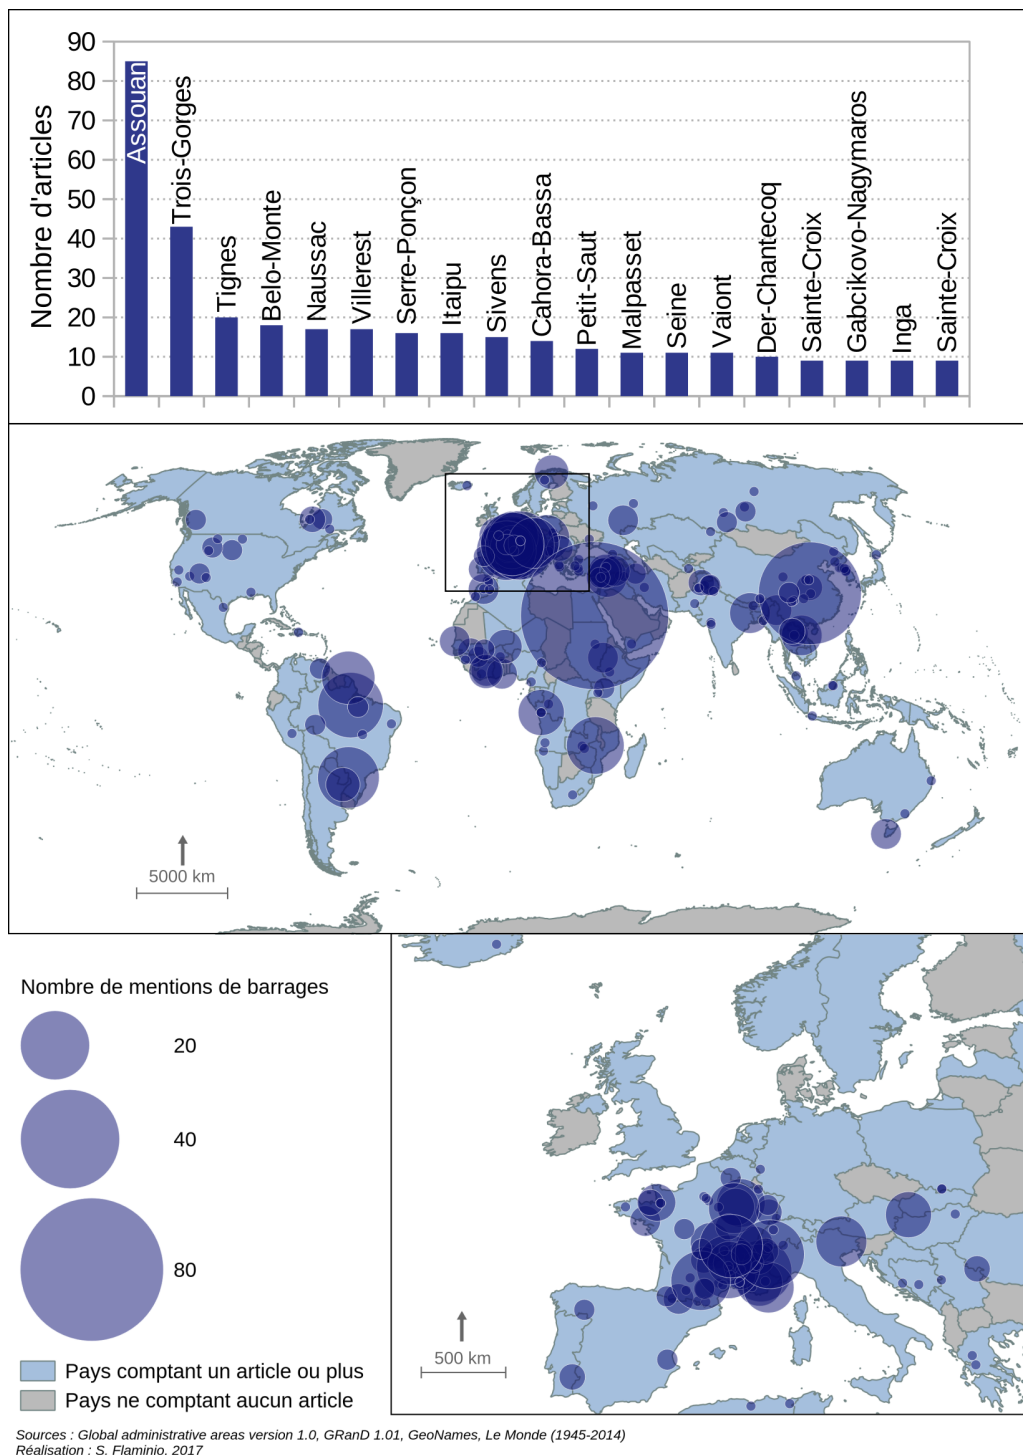 Nombre d'articles
90
80
70
60
50
40
30
20
10
0
Assouan
Trois-Gorges
Tignes
Belo-Monte
Naussac
Villerest
Serre-Ponçon
Itaipu
Sivens
Cahora-Bassa
Petit-Saut
Malpasset
Seine
Vaiont
Der-Chantecoq
Sainte-Croix
Gabcikovo-Nagymaros
Inga
Sainte-Croix
5000 km
Nombre de mentions de barrages
20
40
80
500 km
Pays comptant un article ou plus
Pays ne comptant aucun article
Sources : Global administrative areas version 1.0, GRanD 1.01, GeoNames, Le Monde (1945-2014)
Réalisation : S. Flaminio, 2017